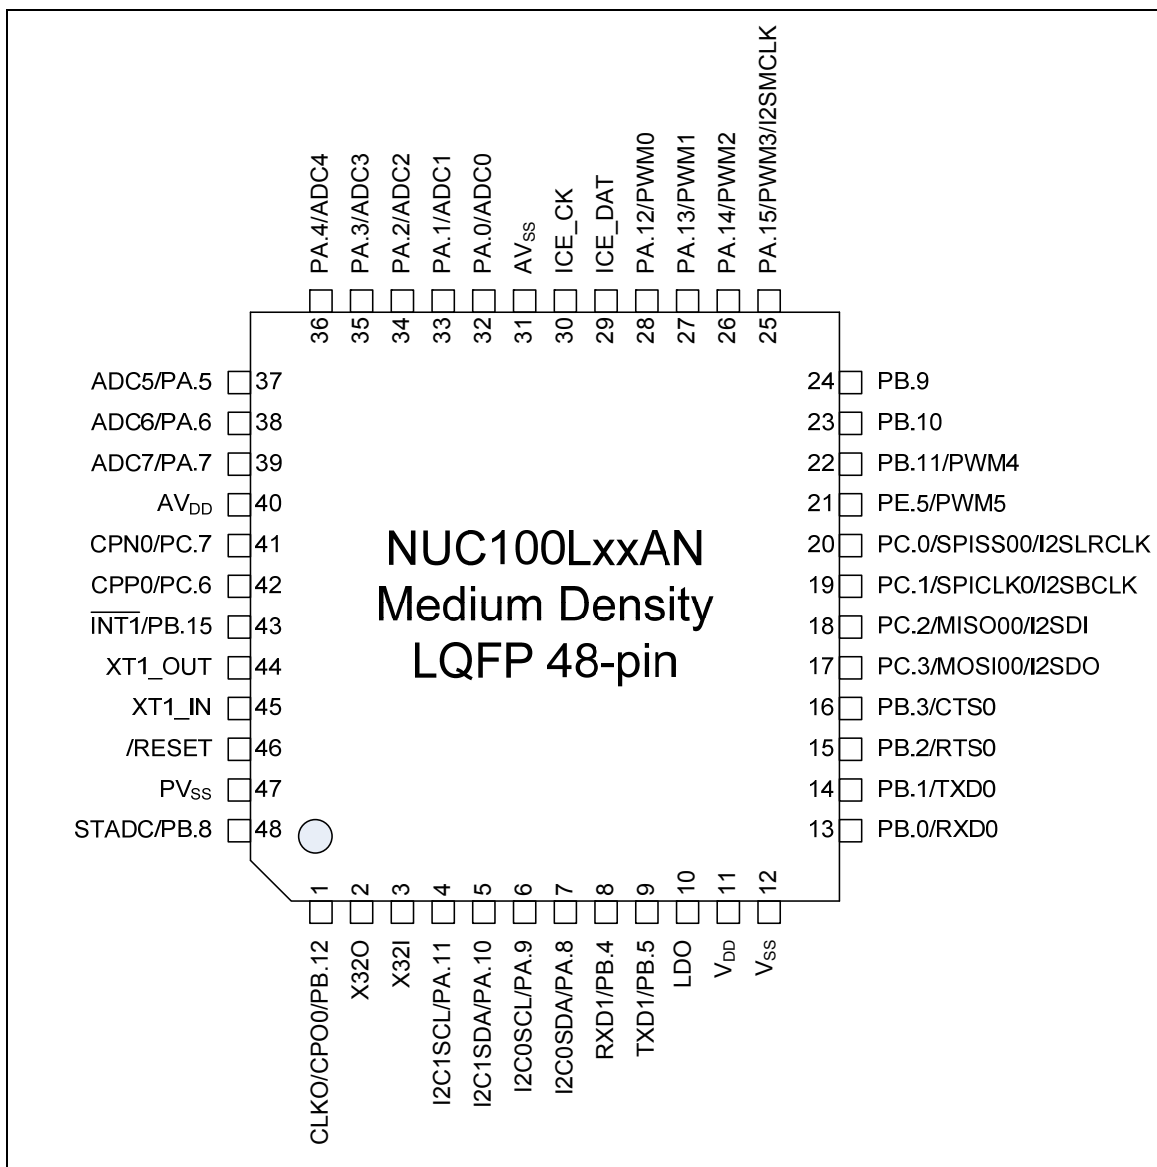 PA.4/ADC4
PA.3/ADC3
PA.2/ADC2
PA.1/ADC1
PA.0/ADC0
AVSS
ICE_CK
ICE_DAT
PA.12/PWM0
PA.13/PWM1
PA.14/PWM2
PA.15/PWM3/I2SMCLK
36
35
34
33
32
31
30
29
28
27
26
25
ADC5/PA.5 37
ADC6/PA.6 38
ADC7/PA.7 39
AVDD 40
CPN0/PC.7 41
CPP0/PC.6 42
INT1/PB.15 43
XT1_OUT 44
XT1_IN 45
/RESET 46
PVSS 47
STADC/PB.8 48
NUC100LxxAN
Medium Density
LQFP 48-pin
24 PB.9
23 PB.10
22 PB.11/PWM4
21 PE.5/PWM5
20 PC.0/SPISS00/I2SLRCLK
19 PC.1/SPICLK0/I2SBCLK
18 PC.2/MISO00/I2SDI
17 PC.3/MOSI00/I2SDO
16 PB.3/CTS0
15 PB.2/RTS0
14 PB.1/TXD0
13 PB.0/RXD0
1
2
3
4
5
6
7
8
9
10
11
12
CLKO/CPO0/PB.12
X32O
X32I
I2C1SCL/PA.11
I2C1SDA/PA.10
I2C0SCL/PA.9
I2C0SDA/PA.8
RXD1/PB.4
TXD1/PB.5
LDO
VDD
VSS